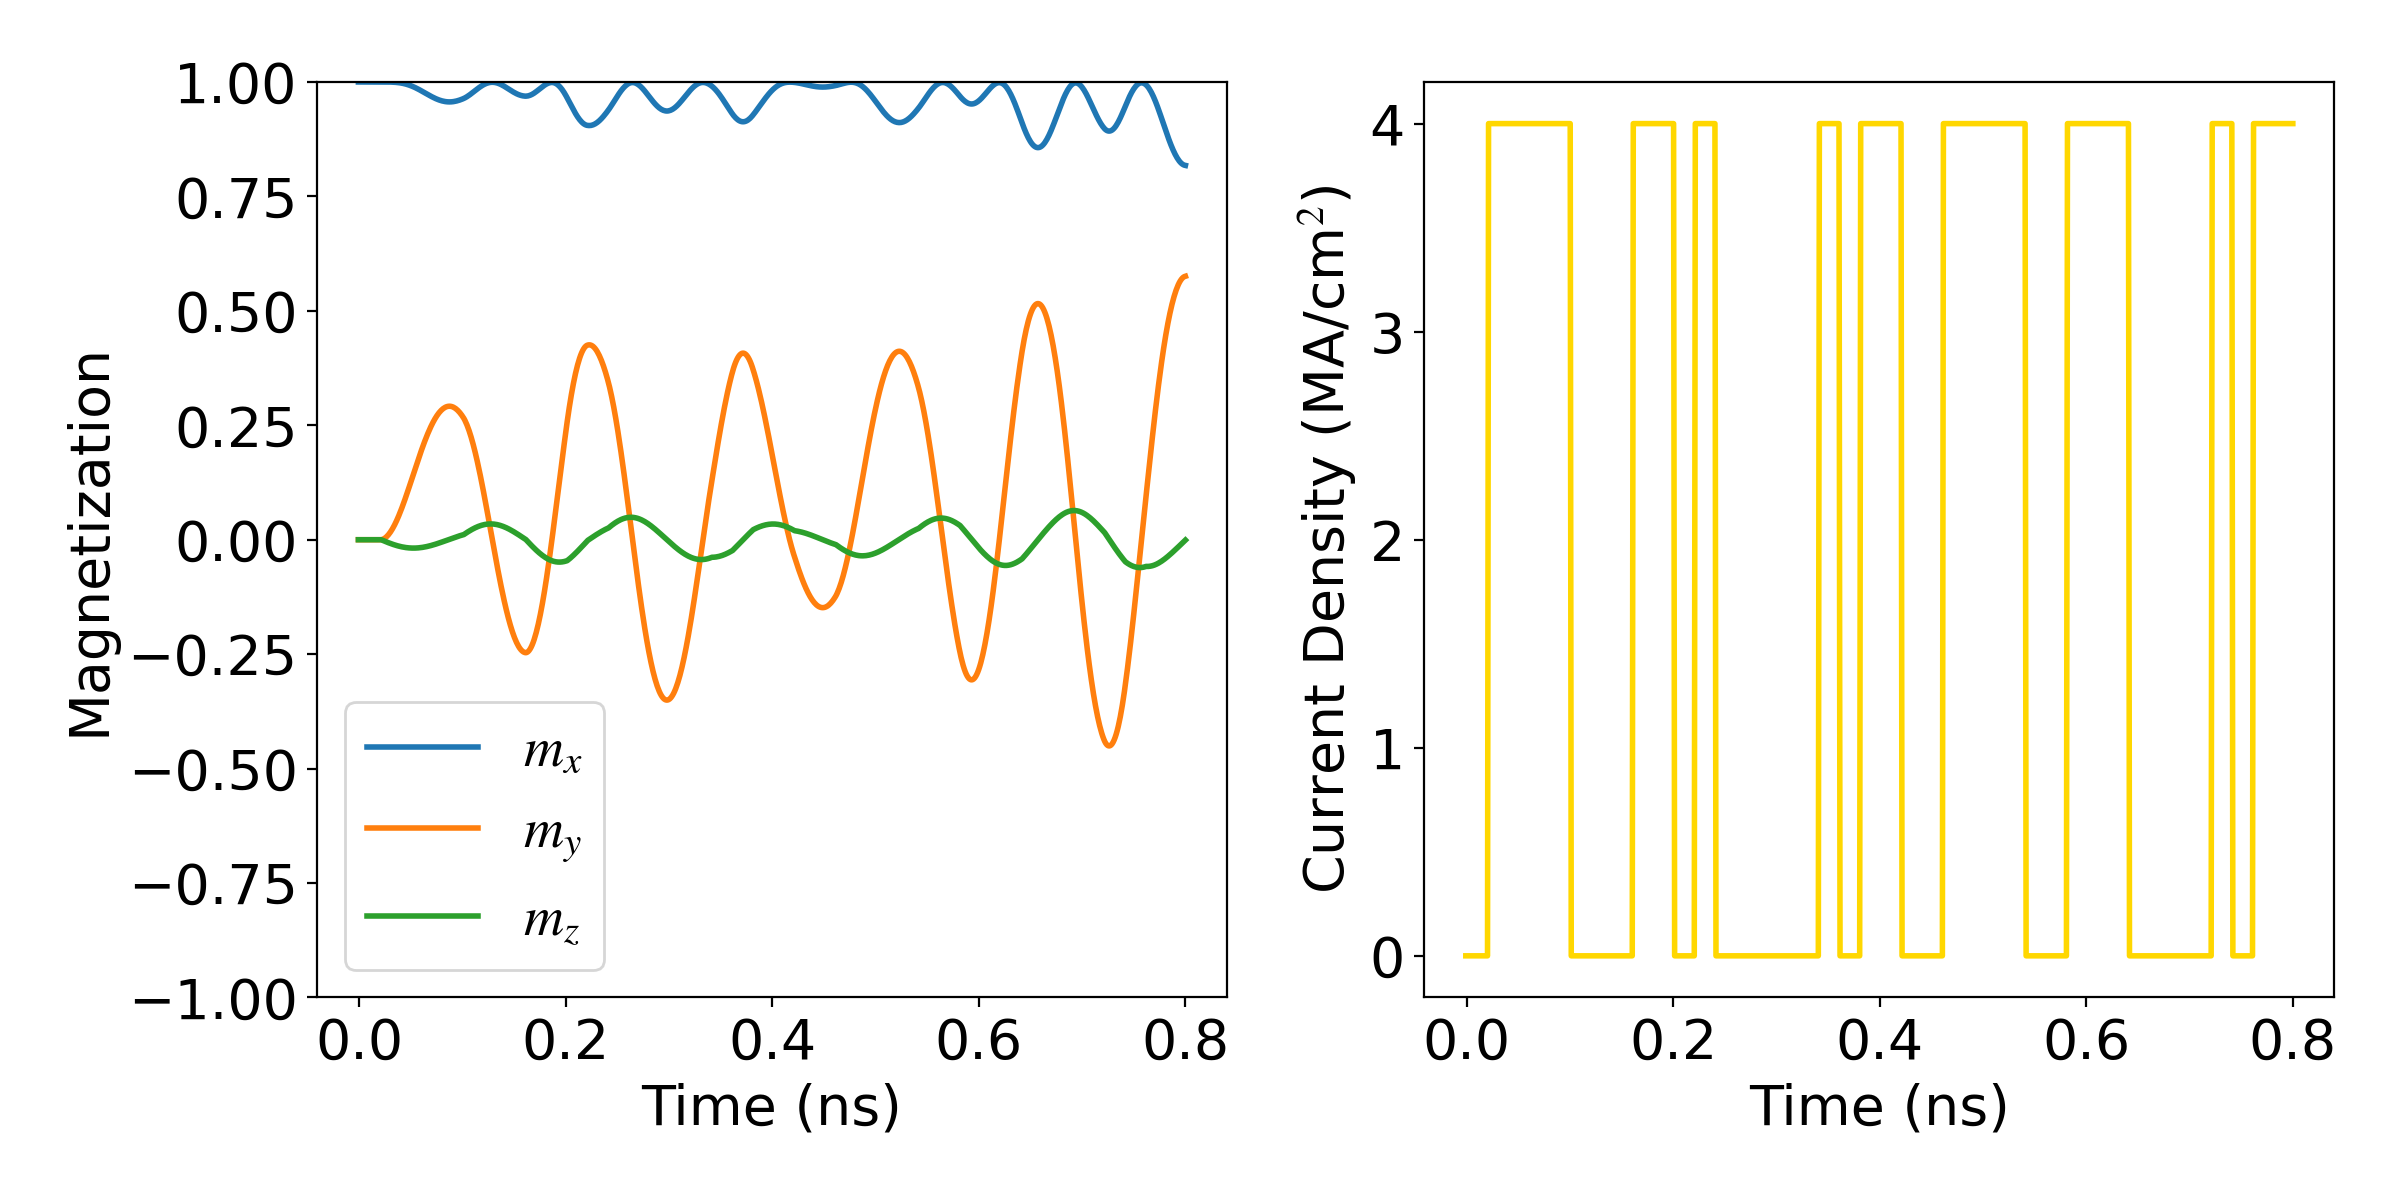 1.00
0.75
0.50
0.25
0.00
−0.25
−0.50
−0.75
−1.00
Magnetization
m_x
m_y
m_z
0.0 0.2 0.4 0.6 0.8
Time (ns)
4
3
2
1
0
Current Density (MA/cm²)
0.0 0.2 0.4 0.6 0.8
Time (ns)